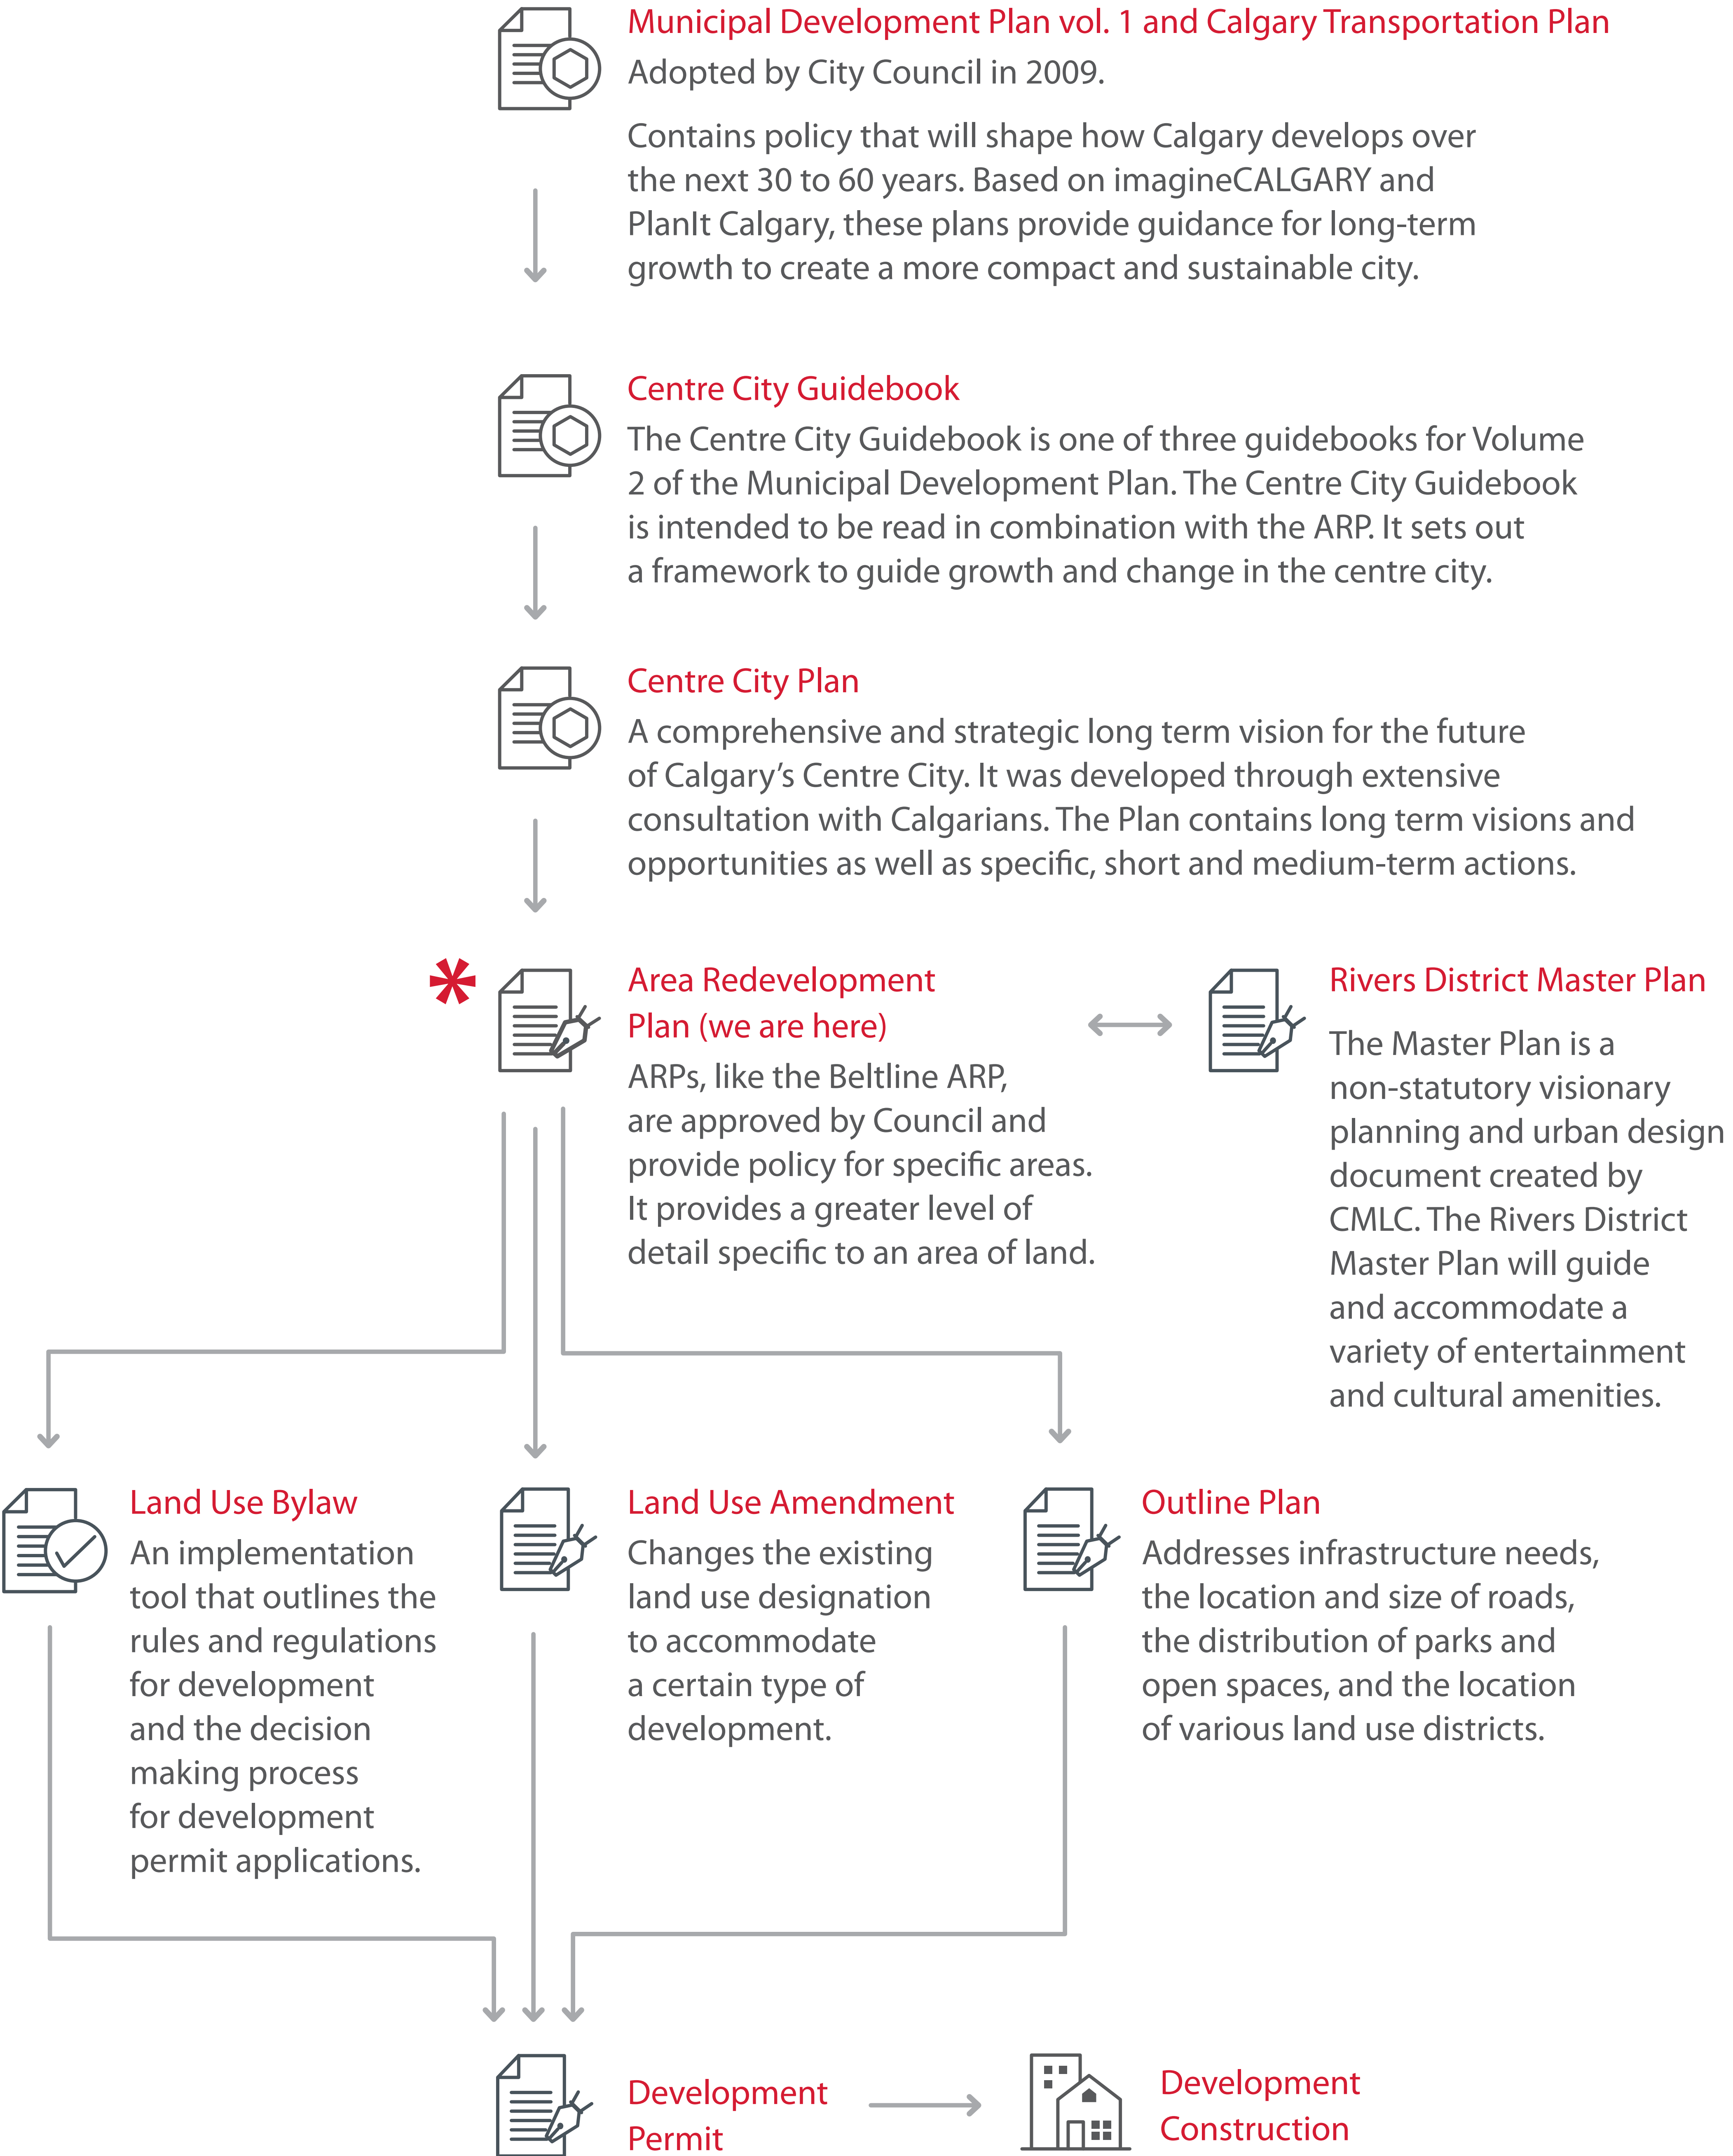 Municipal Development Plan vol. 1 and Calgary Transportation Plan
Adopted by City Council in 2009.
Contains policy that will shape how Calgary develops over
the next 30 to 60 years. Based on imagineCALGARY and
PlanIt Calgary, these plans provide guidance for long-term
growth to create a more compact and sustainable city.
Centre City Guidebook
The Centre City Guidebook is one of three guidebooks for Volume
2 of the Municipal Development Plan. The Centre City Guidebook
is intended to be read in combination with the ARP. It sets out
a framework to guide growth and change in the centre city.
Centre City Plan
A comprehensive and strategic long term vision for the future
of Calgary’s Centre City. It was developed through extensive
consultation with Calgarians. The Plan contains long term visions and
opportunities as well as specific, short and medium-term actions.
*
Area Redevelopment
Plan (we are here)
ARPs, like the Beltline ARP,
are approved by Council and
provide policy for specific areas.
It provides a greater level of
detail specific to an area of land.
Rivers District Master Plan
The Master Plan is a
non-statutory visionary
planning and urban design
document created by
CMLC. The Rivers District
Master Plan will guide
and accommodate a
variety of entertainment
and cultural amenities.
Land Use Bylaw
An implementation
tool that outlines the
rules and regulations
for development
and the decision
making process
for development
permit applications.
Land Use Amendment
Changes the existing
land use designation
to accommodate
a certain type of
development.
Outline Plan
Addresses infrastructure needs,
the location and size of roads,
the distribution of parks and
open spaces, and the location
of various land use districts.
Development
Permit
Development
Construction